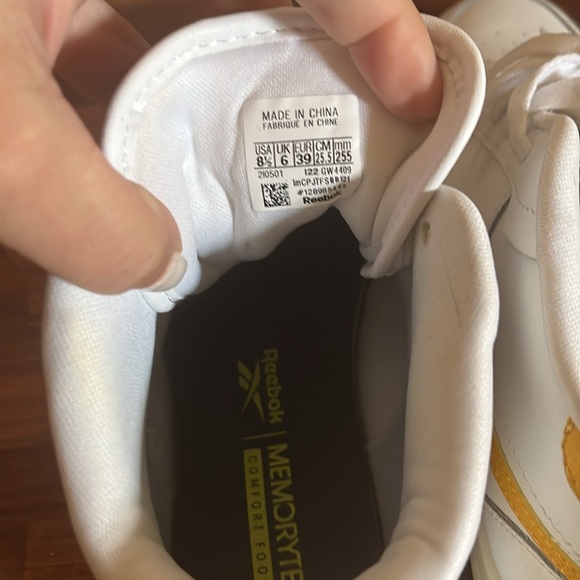 MADE IN CHINA
FABRIQUÉ EN CHINE
USA UK EUR CM mm
8½ 6 39 25.5 255
210501 122 GW4409
Reebok
Reebok
MEMORYTE
COMFORT FOO